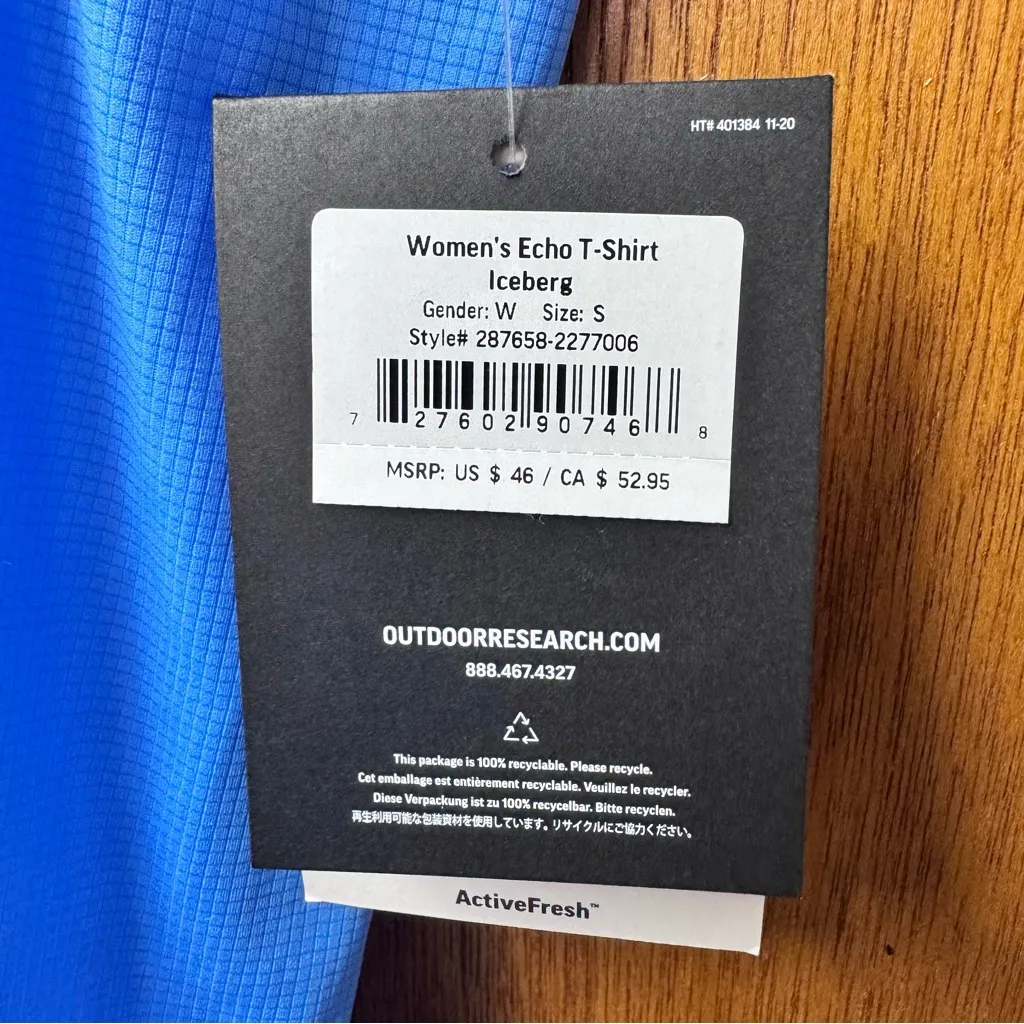 HT# 401384 11-20
Women's Echo T-Shirt
Iceberg
Gender: W Size: S
Style# 287658-2277006
7 27602 90746 8
MSRP: US $ 46 / CA $ 52.95
OUTDOORRESEARCH.COM
888.467.4327
This package is 100% recyclable. Please recycle.
Cet emballage est entièrement recyclable. Veuillez le recycler.
Diese Verpackung ist zu 100% recycelbar. Bitte recyclen.
再生利用可能な包装資材を使用しています。リサイクルにご協力ください。
ActiveFresh™